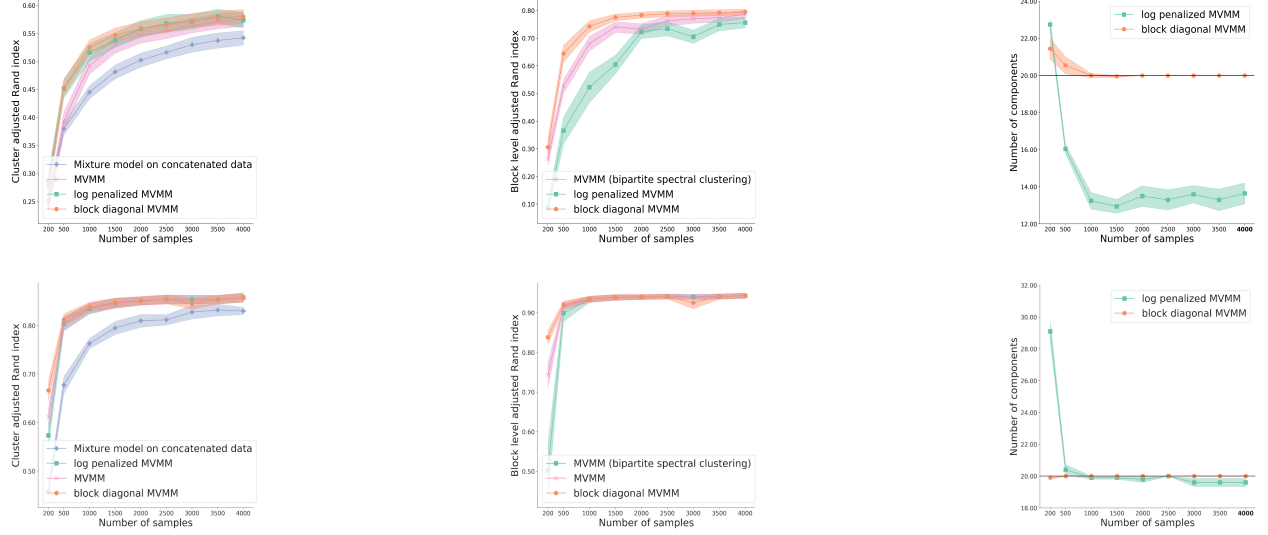 0.60
0.55
0.50
0.45
0.40
0.35
0.30
0.25
Cluster adjusted Rand index
Mixture model on concatenated data
MVMM
log penalized MVMM
block diagonal MVMM
200 500 1000 1500 2000 2500 3000 3500 4000
Number of samples
0.80
0.70
0.60
0.50
0.40
0.30
0.20
0.10
Block level adjusted Rand index
MVMM (bipartite spectral clustering)
log penalized MVMM
block diagonal MVMM
200 500 1000 1500 2000 2500 3000 3500 4000
Number of samples
24.00
22.00
20.00
18.00
16.00
14.00
12.00
Number of components
log penalized MVMM
block diagonal MVMM
200 500 1000 1500 2000 2500 3000 3500 4000
Number of samples
0.80
0.70
0.60
0.50
Cluster adjusted Rand index
Mixture model on concatenated data
log penalized MVMM
MVMM
block diagonal MVMM
200 500 1000 1500 2000 2500 3000 3500 4000
Number of samples
0.90
0.80
0.70
0.60
0.50
Block level adjusted Rand index
MVMM (bipartite spectral clustering)
MVMM
block diagonal MVMM
200 500 1000 1500 2000 2500 3000 3500 4000
Number of samples
32.00
30.00
28.00
26.00
24.00
22.00
20.00
18.00
Number of components
log penalized MVMM
block diagonal MVMM
200 500 1000 1500 2000 2500 3000 3500 4000
Number of samples